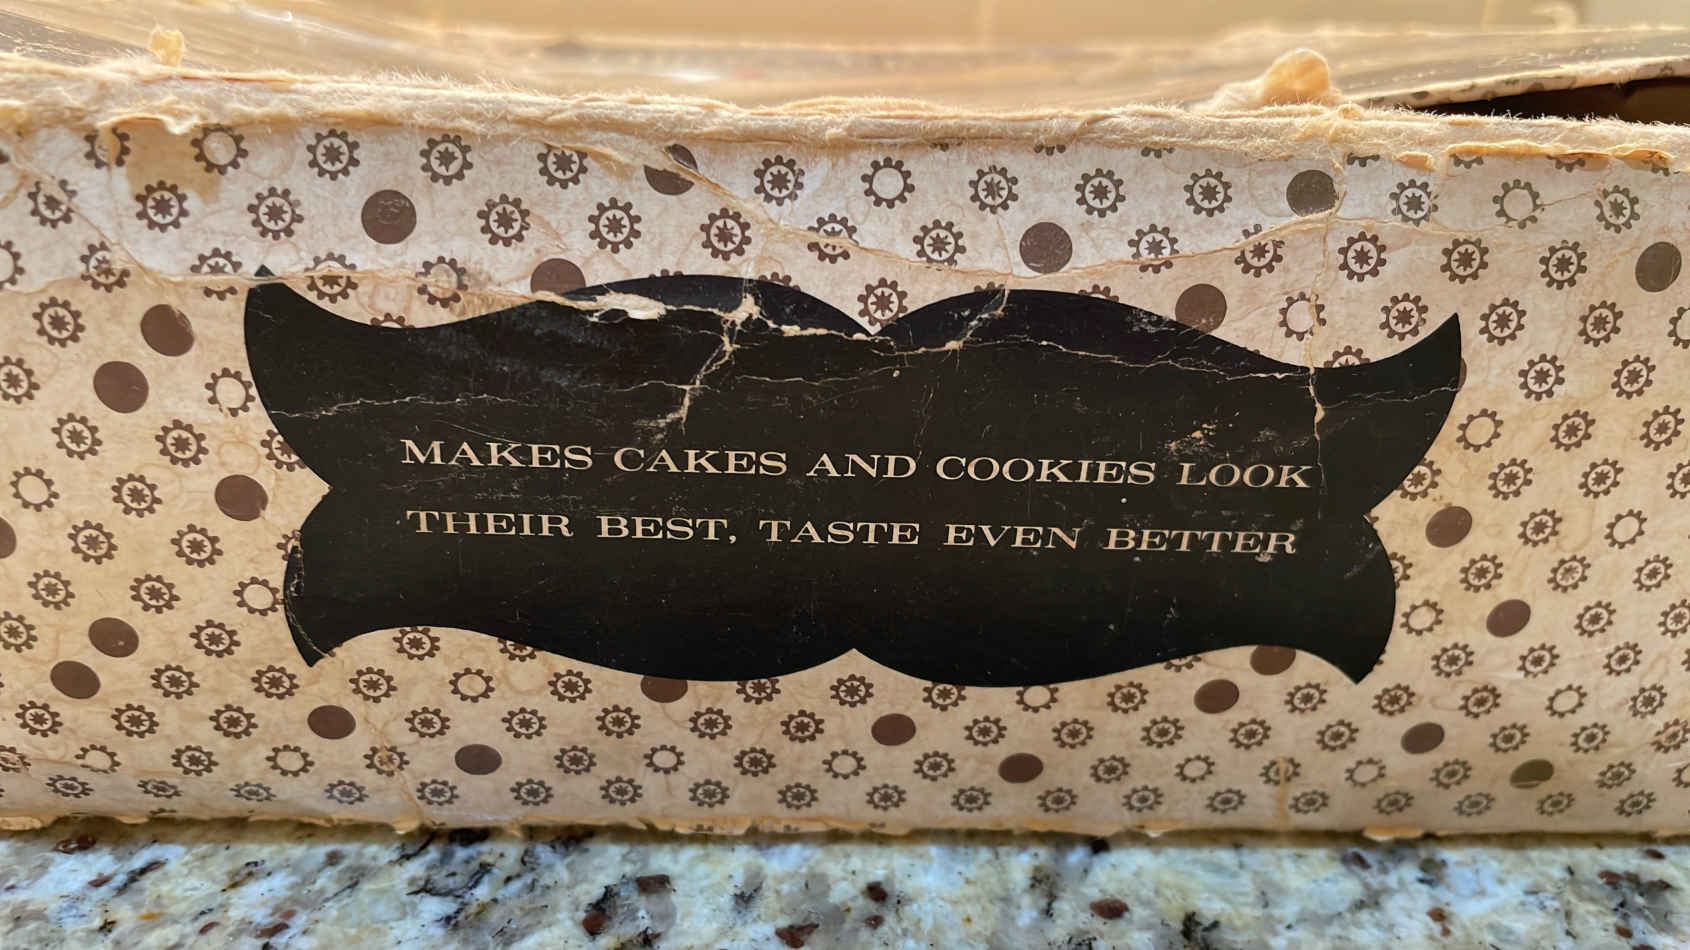 MAKES CAKES AND COOKIES LOOK
THEIR BEST, TASTE EVEN BETTER